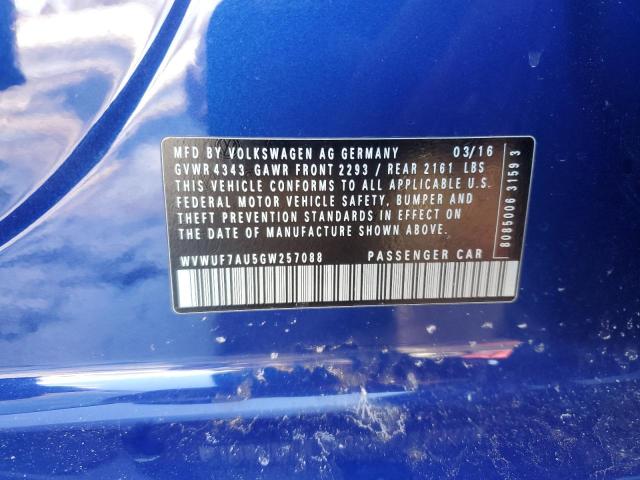 MFD BY VOLKSWAGEN AG GERMANY 03/16
GVWR 4343 GAWR FRONT 2293 / REAR 2161 LBS
THIS VEHICLE CONFORMS TO ALL APPLICABLE U.S.
FEDERAL MOTOR VEHICLE SAFETY, BUMPER AND
THEFT PREVENTION STANDARDS IN EFFECT ON
THE DATE OF MANUFACTURE SHOWN ABOVE.
WVWUF7AU5GW257088 PASSENGER CAR
8085006 3159 3